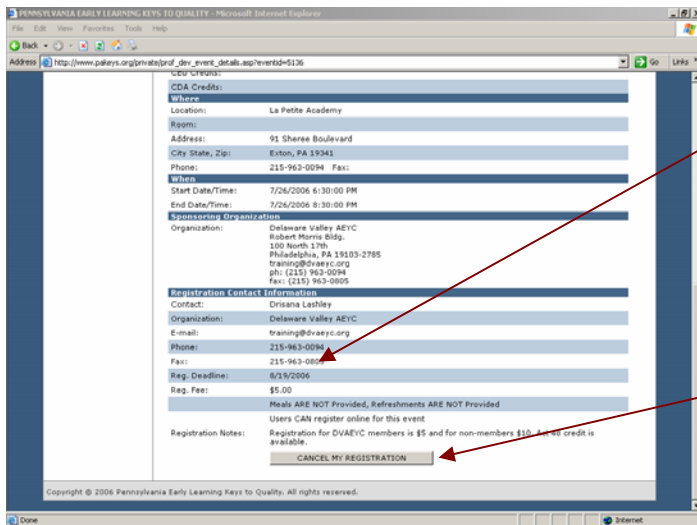 PENNSYLVANIA EARLY LEARNING KEYS TO QUALITY - Microsoft Internet Explorer
File Edit View Favorites Tools Help
Back
Address http://www.pakeys.org/private/prof_dev_event_details.asp?eventid=5136 Go Links
CEU Credits:
CDA Credits:
Where
Location: La Petite Academy
Room:
Address: 91 Sheree Boulevard
City State, Zip: Exton, PA 19341
Phone: 215-963-0094 Fax:
When
Start Date/Time: 7/26/2006 6:30:00 PM
End Date/Time: 7/26/2006 8:30:00 PM
Sponsoring Organization
Organization: Delaware Valley AEYC
Robert Morris Bldg.
100 North 17th
Philadelphia, PA 19103-2785
training@dvaeyc.org
ph: (215) 963-0094
fax: (215) 963-0805
Registration Contact Information
Contact: Drisana Lashley
Organization: Delaware Valley AEYC
E-mail: training@dvaeyc.org
Phone: 215-963-0094
Fax: 215-963-0805
Reg. Deadline: 8/19/2006
Reg. Fee: $5.00
Meals ARE NOT Provided, Refreshments ARE NOT Provided
Users CAN register online for this event
Registration Notes: Registration for DVAEYC members is $5 and for non-members $10. Act 48 credit is
available.
CANCEL MY REGISTRATION
Copyright © 2006 Pennsylvania Early Learning Keys to Quality. All rights reserved.
Done Internet